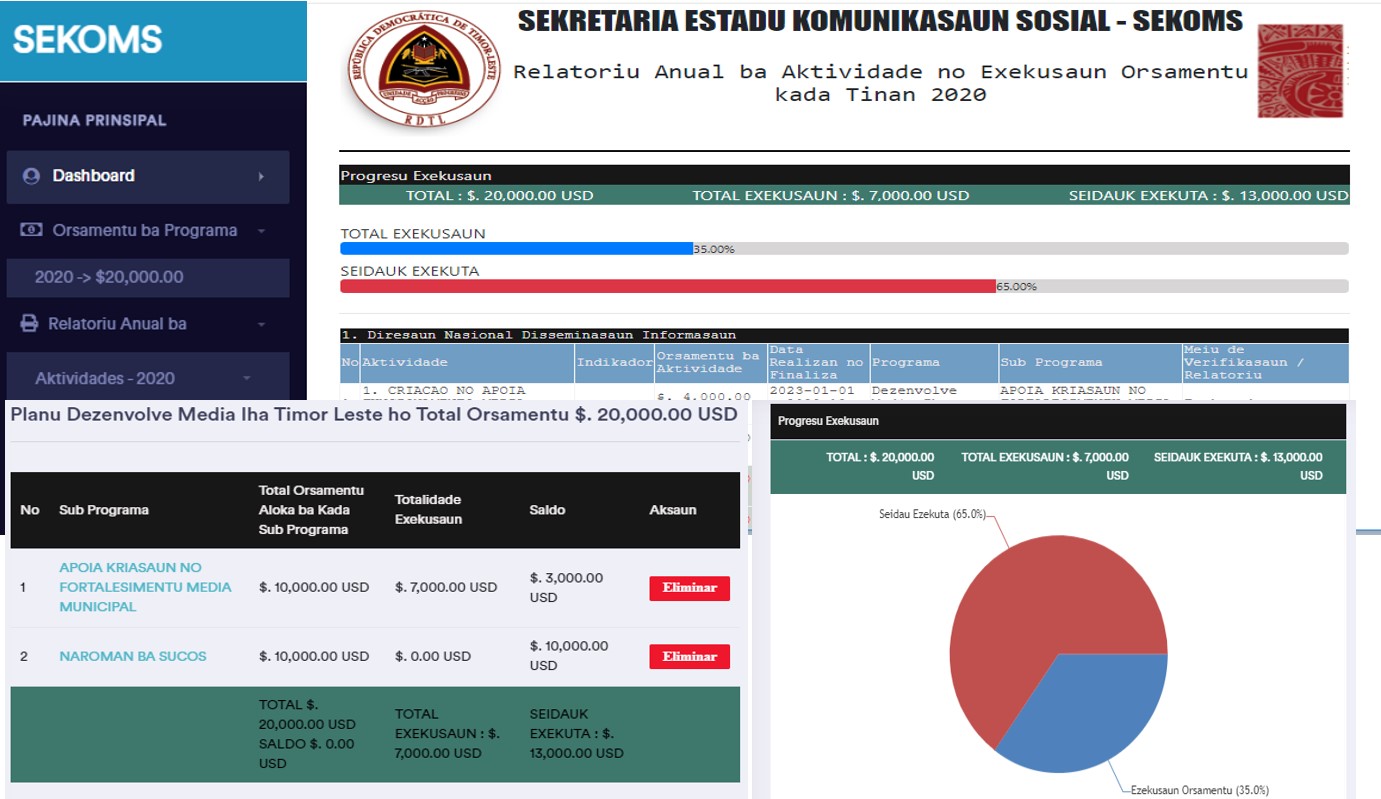 SEKOMS
PAJINA PRINSIPAL
Dashboard
Orsamentu ba Programa
2020 -> $20,000.00
Relatoriu Anual ba
Aktividades - 2020
REPÚBLICA DEMOCRÁTICA DE TIMOR-LESTE
UNIDADE ACÇÃO PROGRESSO
RDTL
SEKRETARIA ESTADU KOMUNIKASAUN SOSIAL - SEKOMS
Relatoriu Anual ba Aktividade no Exekusaun Orsamentu
kada Tinan 2020
Progresu Exekusaun
TOTAL : $. 20,000.00 USD TOTAL EXEKUSAUN : $. 7,000.00 USD SEIDAUK EXEKUTA : $. 13,000.00 USD
TOTAL EXEKUSAUN
35.00%
SEIDAUK EXEKUTA
65.00%
1. Diresaun Nasional Disseminasaun Informasaun
No Aktividade Indikador Orsamentu ba Aktividade Data Realizan no Finaliza Programa Sub Programa Meiu de Verifikasaun / Relatoriu
1. CRIACAO NO APOIA $. 4,000.00 2023-01-01 Dezenvolve APOIA KRIASAUN NO
Planu Dezenvolve Media Iha Timor Leste ho Total Orsamentu $. 20,000.00 USD
No Sub Programa Total Orsamentu Aloka ba Kada Sub Programa Totalidade Exekusaun Saldo Aksaun
1 APOIA KRIASAUN NO FORTALESIMENTU MEDIA MUNICIPAL $. 10,000.00 USD $. 7,000.00 USD $. 3,000.00 USD Eliminar
2 NAROMAN BA SUCOS $. 10,000.00 USD $. 0.00 USD $. 10,000.00 USD Eliminar
TOTAL $. 20,000.00 USD SALDO $. 0.00 USD TOTAL EXEKUSAUN : $. 7,000.00 USD SEIDAUK EXEKUTA : $. 13,000.00 USD
Progresu Exekusaun
TOTAL : $. 20,000.00 USD TOTAL EXEKUSAUN : $. 7,000.00 USD SEIDAUK EXEKUTA : $. 13,000.00 USD
Seidau Ezekuta (65.0%)
Ezekusaun Orsamentu (35.0%)